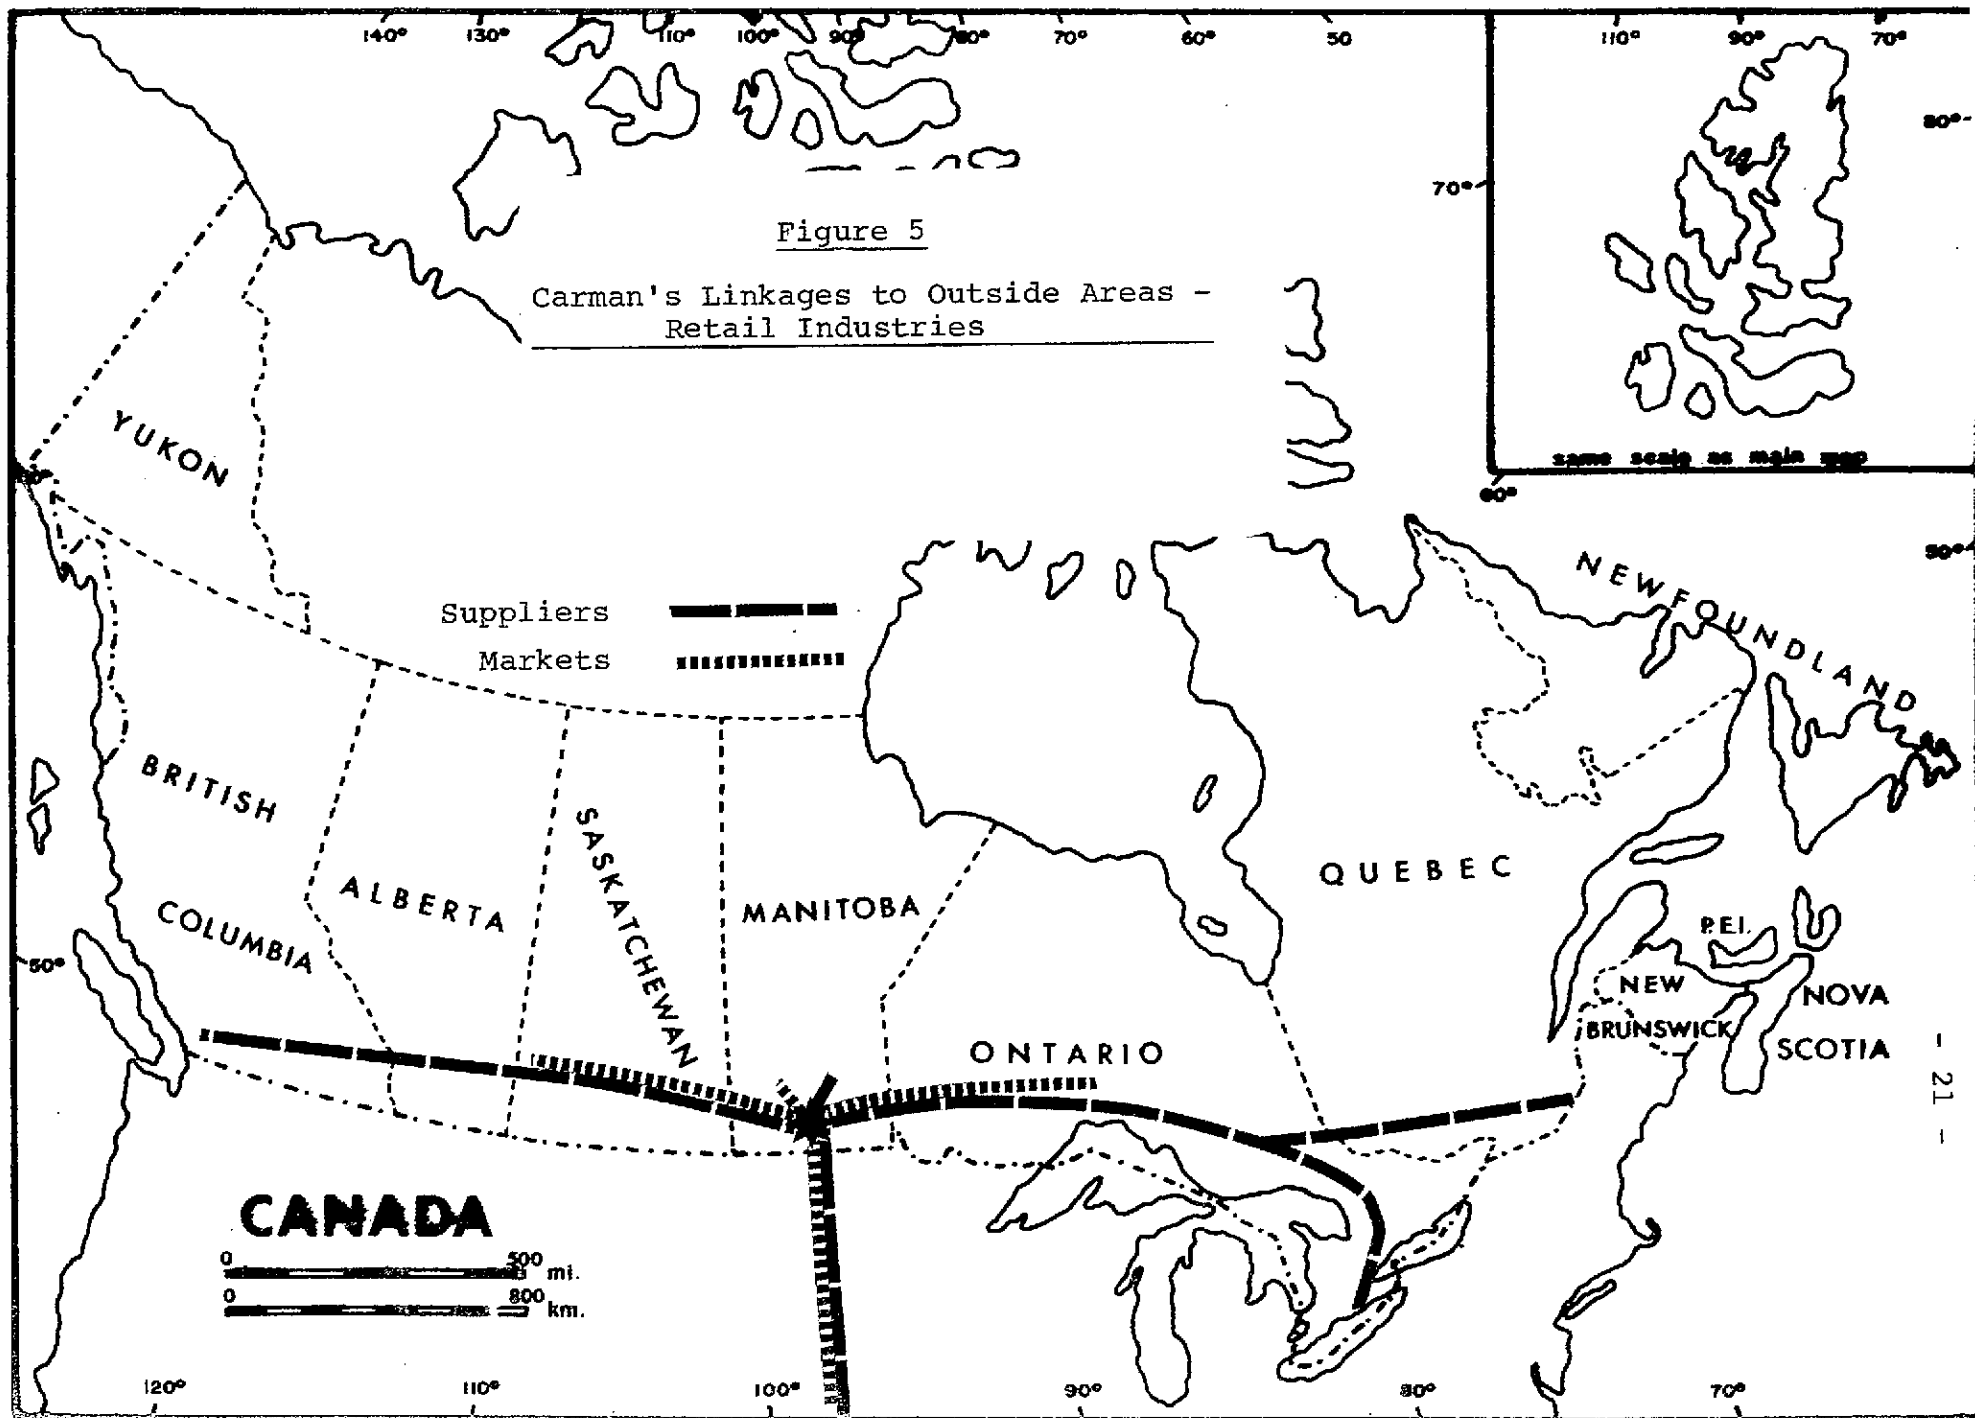 140° 130° 110° 100° 90° 80° 70° 60° 50
110° 90° 70°
80°
70°
Figure 5
Carman's Linkages to Outside Areas -
Retail Industries
YUKON
same scale as main map
60°
50°
NEWFOUNDLAND
Suppliers
Markets
BRITISH
COLUMBIA
ALBERTA
SASKATCHEWAN
MANITOBA
QUEBEC
P.E.I.
50°
NEW
BRUNSWICK
NOVA
SCOTIA
ONTARIO
- 21 -
CANADA
0 500 mi.
0 800 km.
120° 110° 100° 90° 80° 70°